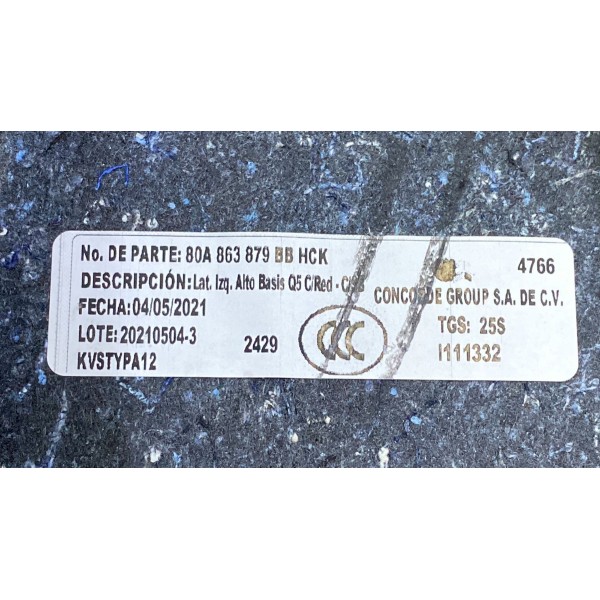 No. DE PARTE: 80A 863 879 BB HCK
4766
DESCRIPCIÓN: Lat. Izq. Alto Basis Q5 C/Red -
CONCORDE GROUP S.A. DE C.V.
FECHA: 04/05/2021
TGS: 25S
LOTE: 20210504-3
2429
CCC
I111332
KVSTYPA12